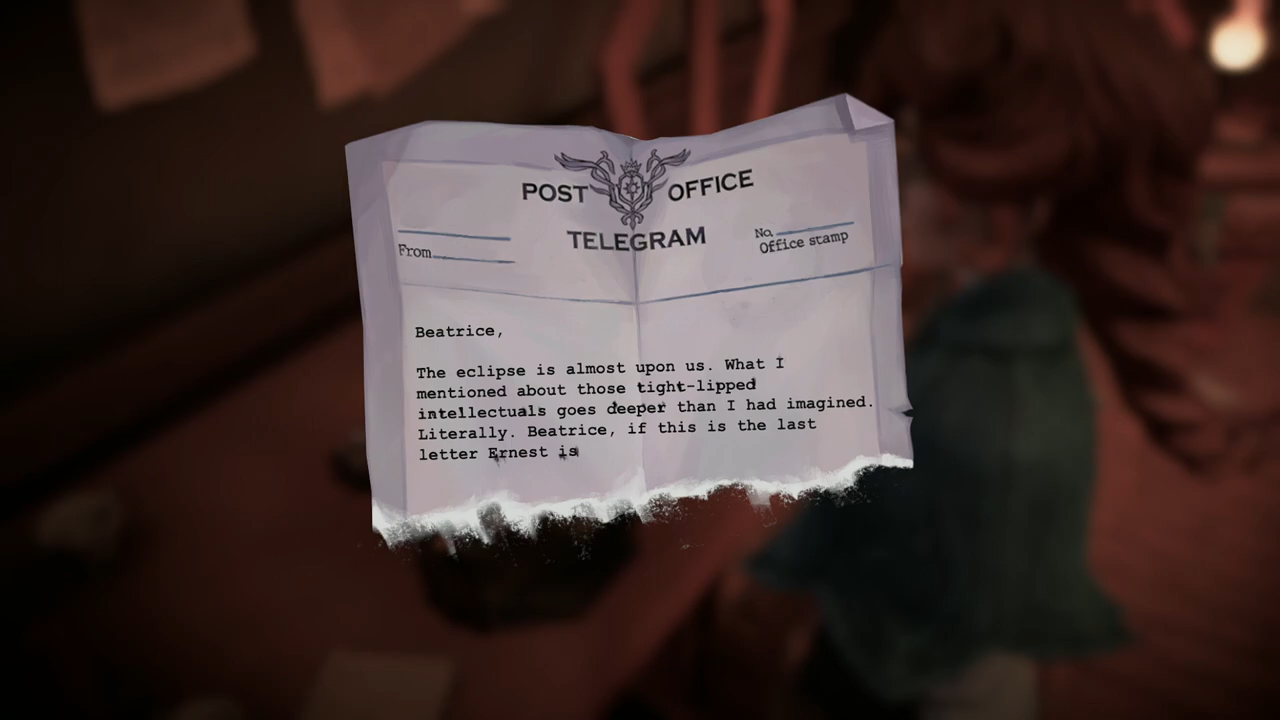 POST OFFICE
TELEGRAM
From
No.
Office stamp
Beatrice,
The eclipse is almost upon us. What I
mentioned about those tight-lipped
intellectuals goes deeper than I had imagined.
Literally. Beatrice, if this is the last
letter Ernest is